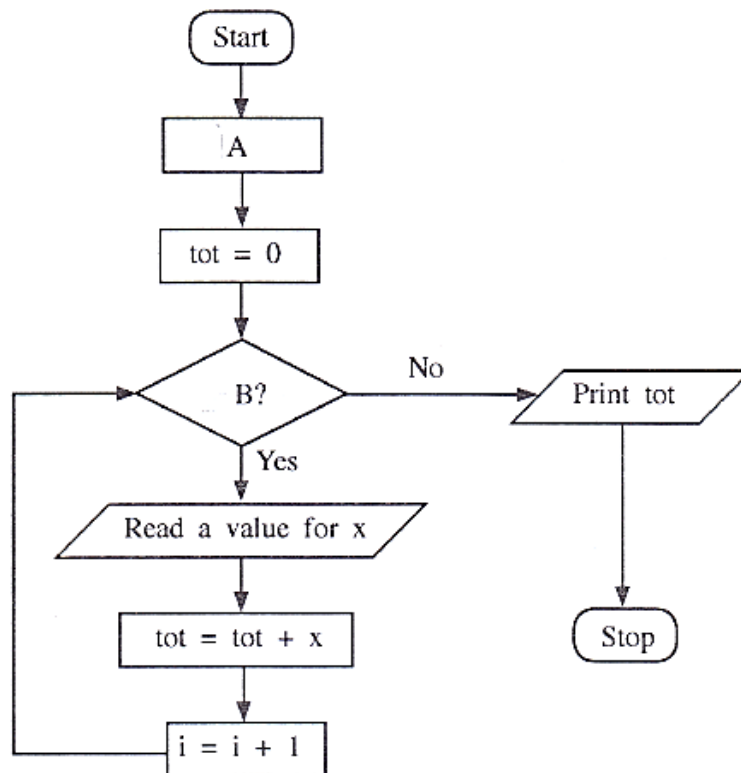 Start
A
tot = 0
B?
No
Print tot
Yes
Read a value for x
tot = tot + x
Stop
i = i + 1